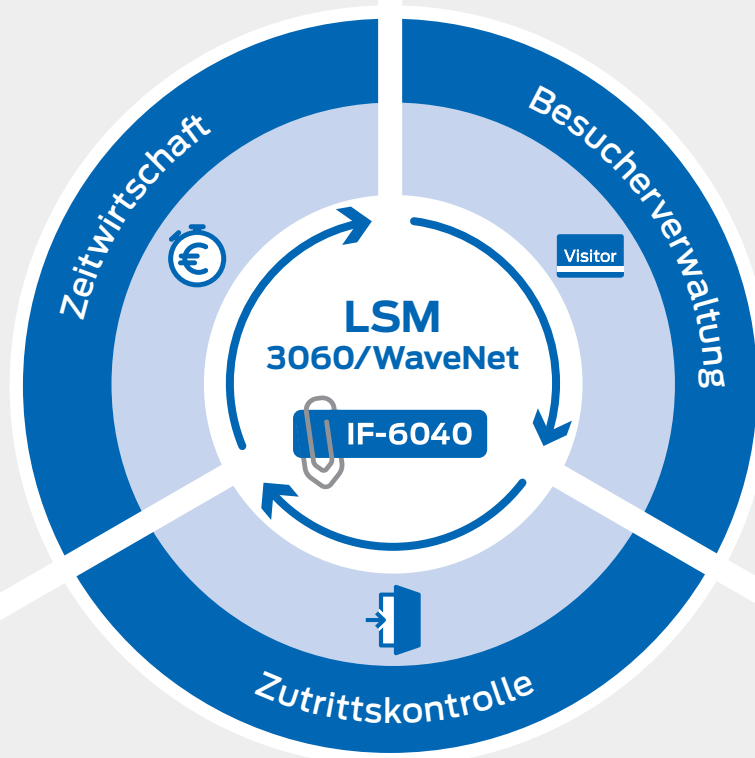 Zeitwirtschaft
Besucherverwaltung
Visitor
€
LSM
3060/WaveNet
IF-6040
Zutrittskontrolle